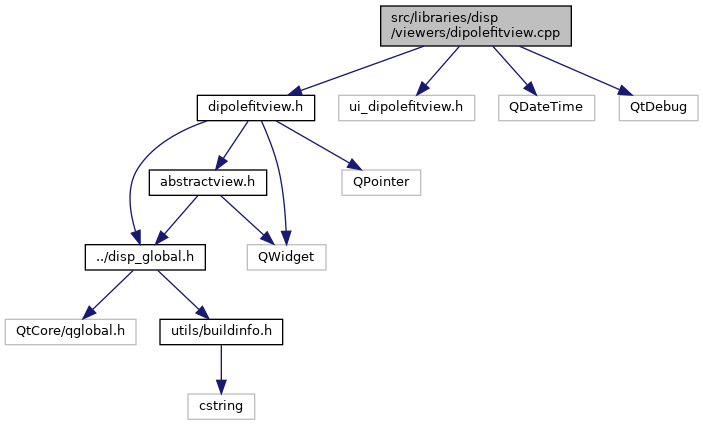 src/libraries/disp
/viewers/dipolefitview.cpp
dipolefitview.h
ui_dipolefitview.h
QDateTime
QtDebug
abstractview.h
QPointer
../disp_global.h
QWidget
QtCore/qglobal.h
utils/buildinfo.h
cstring